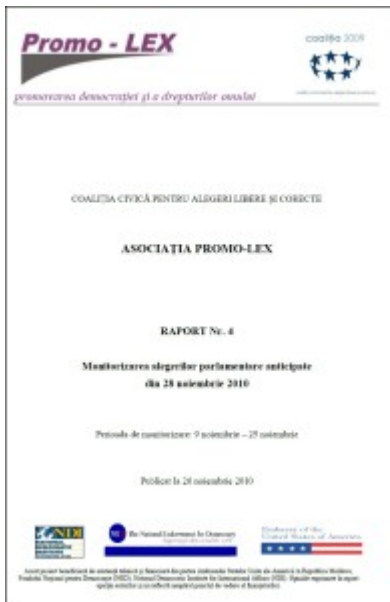 Promo - LEX
coaliția 2009
promovarea democrației și a drepturilor omului
COALIȚIA CIVICĂ PENTRU ALEGERI LIBERE ȘI CORECTE
ASOCIAȚIA PROMO-LEX
RAPORT Nr. 4
Monitorizarea alegerilor parlamentare anticipate
din 28 noiembrie 2010
Perioada de monitorizare: 9 noiembrie – 25 noiembrie
Publicat la 26 noiembrie 2010
NDI
The National Endowment for Democracy
Embassy of the
United States of America